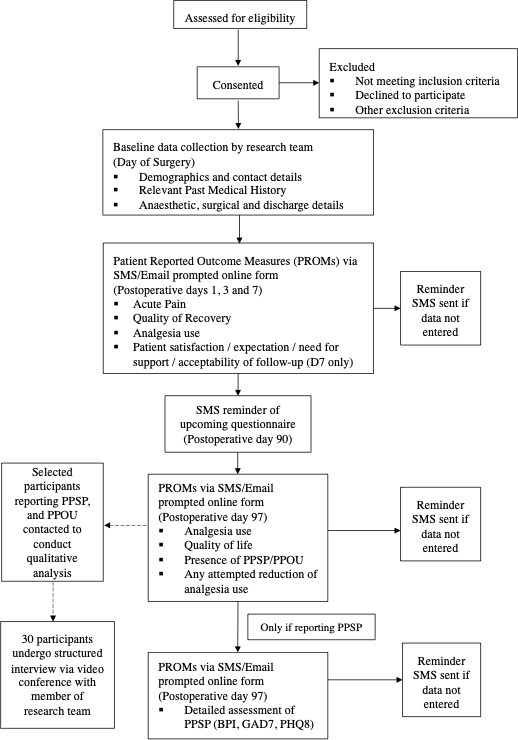 Assessed for eligibility
Consented
Excluded
▪ Not meeting inclusion criteria
▪ Declined to participate
▪ Other exclusion criteria
Baseline data collection by research team
(Day of Surgery)
▪ Demographics and contact details
▪ Relevant Past Medical History
▪ Anaesthetic, surgical and discharge details
Patient Reported Outcome Measures (PROMs) via
SMS/Email prompted online form
(Postoperative days 1, 3 and 7)
▪ Acute Pain
▪ Quality of Recovery
▪ Analgesia use
▪ Patient satisfaction / expectation / need for
support / acceptability of follow-up (D7 only)
Reminder
SMS sent if
data not
entered
SMS reminder of
upcoming questionnaire
(Postoperative day 90)
Selected
participants
reporting PPSP,
and PPOU
contacted to
conduct
qualitative
analysis
PROMs via SMS/Email
prompted online form
(Postoperative day 97)
▪ Analgesia use
▪ Quality of life
▪ Presence of PPSP/PPOU
▪ Any attempted reduction of
analgesia use
Reminder
SMS sent if
data not
entered
Only if reporting PPSP
30 participants
undergo structured
interview via video
conference with
member of
research team
PROMs via SMS/Email
prompted online form
(Postoperative day 97)
▪ Detailed assessment of
PPSP (BPI, GAD7, PHQ8)
Reminder
SMS sent if
data not
entered